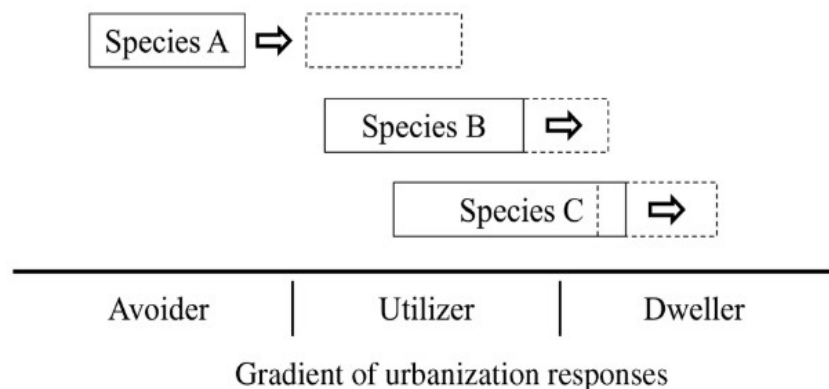 Species A
Species B
Species C
Avoider Utilizer Dweller
Gradient of urbanization responses